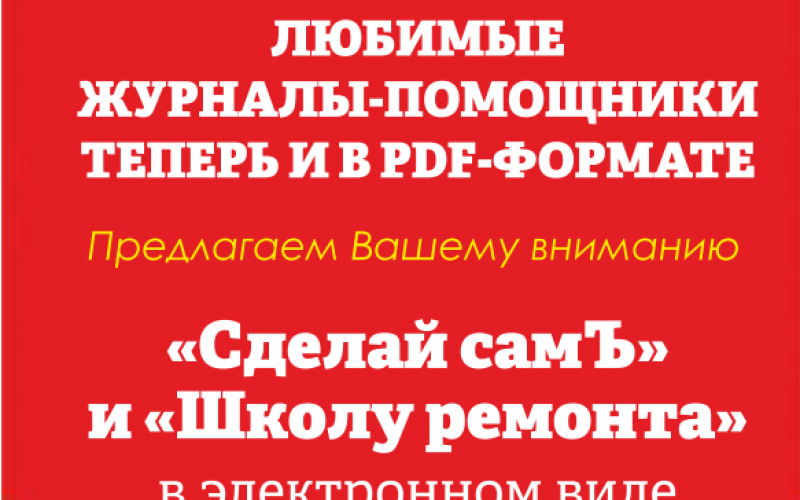 ЛЮБИМЫЕ
ЖУРНАЛЫ-ПОМОЩНИКИ
ТЕПЕРЬ И В PDF-ФОРМАТЕ
Предлагаем Вашему вниманию
«Сделай самЪ»
и «Школу ремонта»
в электронном виде